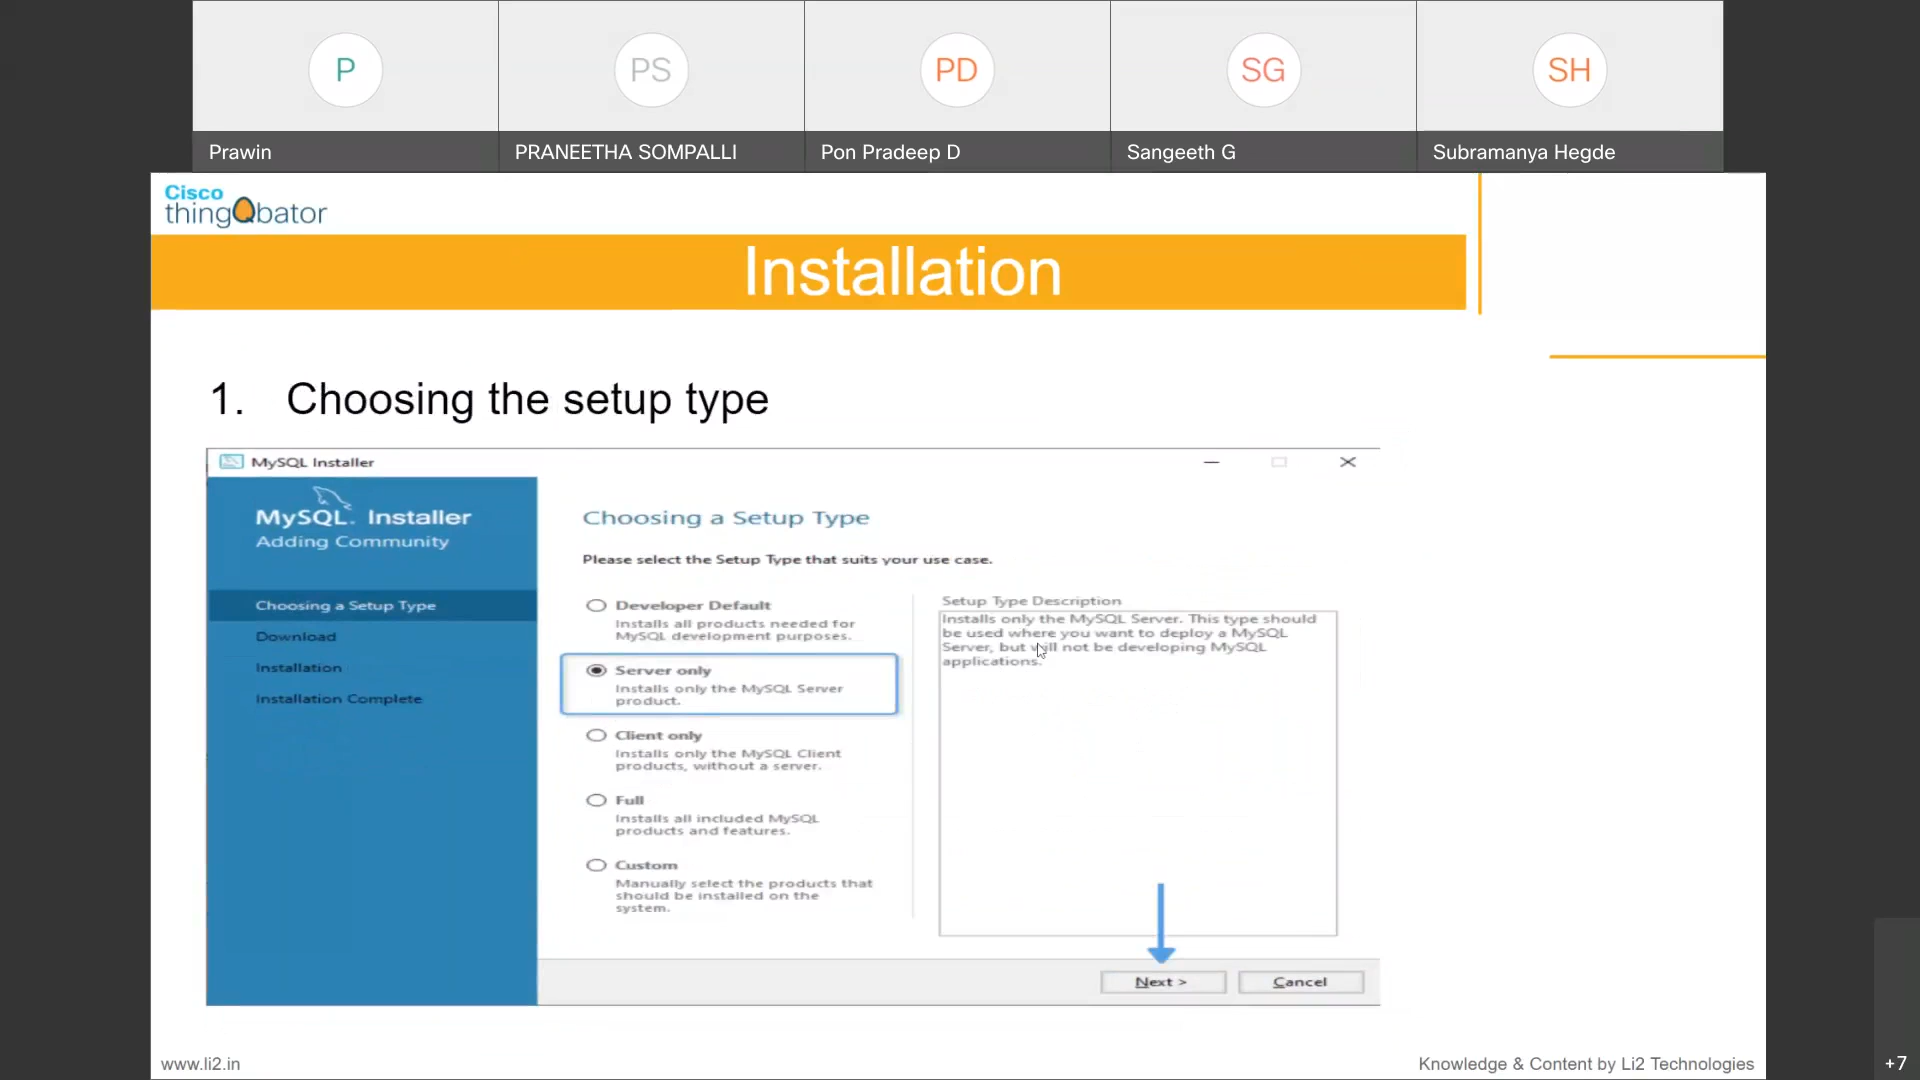 P
PS
PD
SG
SH
Prawin
PRANEETHA SOMPALLI
Pon Pradeep D
Sangeeth G
Subramanya Hegde
Cisco
thingQbator
Installation
1. Choosing the setup type
MySQL Installer
MySQL. Installer
Adding Community
Choosing a Setup Type
Download
Installation
Installation Complete
Choosing a Setup Type
Please select the Setup Type that suits your use case.
Developer Default
Installs all products needed for
MySQL development purposes.
Server only
Installs only the MySQL Server
product.
Client only
Installs only the MySQL Client
products, without a server.
Full
Installs all included MySQL
products and features.
Custom
Manually select the products that
should be installed on the
system.
Setup Type Description
Installs only the MySQL Server. This type should
be used where you want to deploy a MySQL
Server, but will not be developing MySQL
applications.
Next >
Cancel
www.li2.in
Knowledge & Content by Li2 Technologies
+7